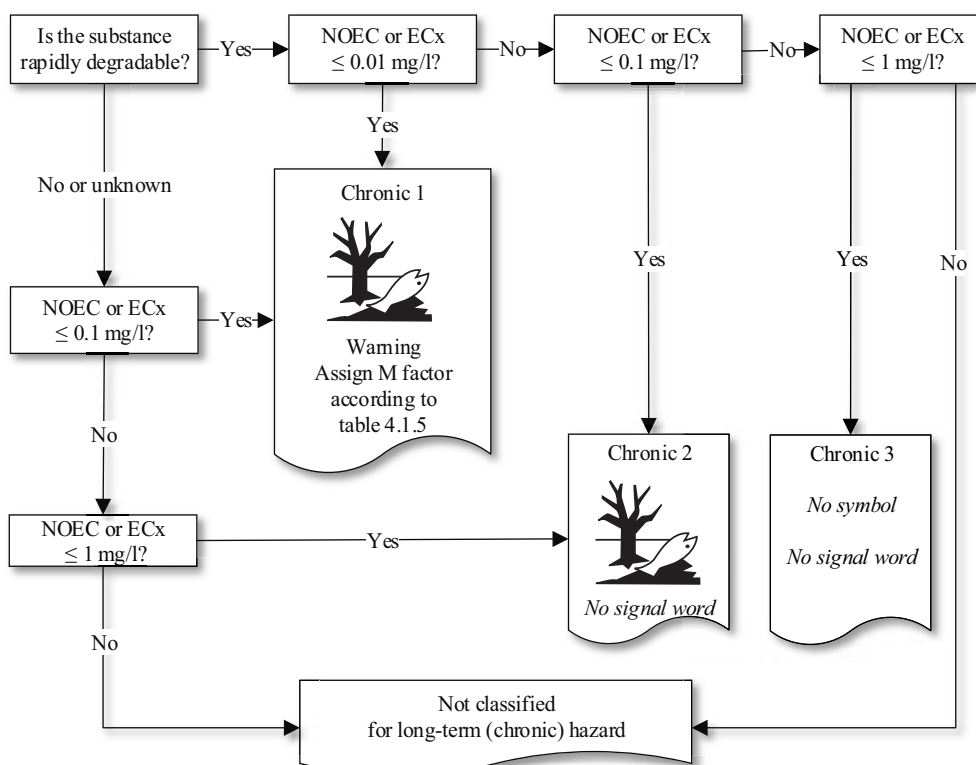 Is the substance
rapidly degradable?
Yes
NOEC or ECx
≤ 0.01 mg/l?
No
NOEC or ECx
≤ 0.1 mg/l?
No
NOEC or ECx
≤ 1 mg/l?
Yes
No or unknown
Chronic 1
Warning
Assign M factor
according to
table 4.1.5
Yes
Yes
No
NOEC or ECx
≤ 0.1 mg/l?
Yes
No
Chronic 2
No signal word
Chronic 3
No symbol
No signal word
NOEC or ECx
≤ 1 mg/l?
Yes
No
Not classified
for long-term (chronic) hazard